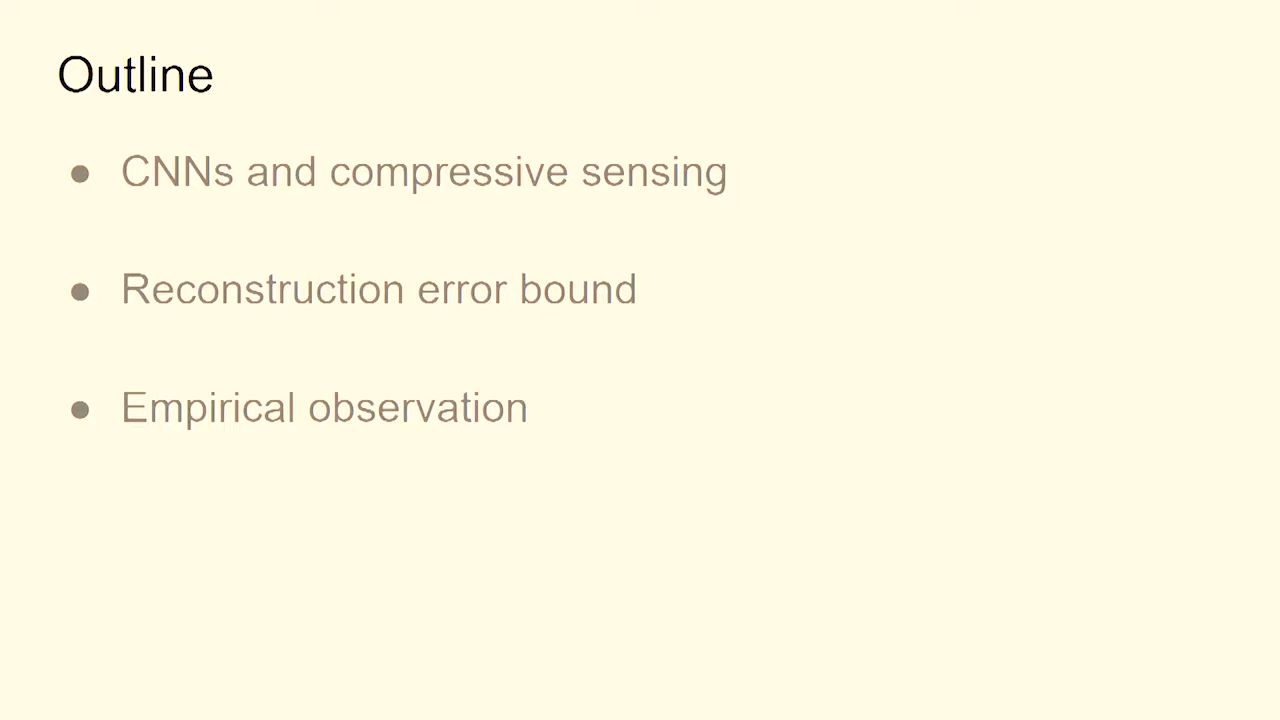 Outline
● CNNs and compressive sensing
● Reconstruction error bound
● Empirical observation